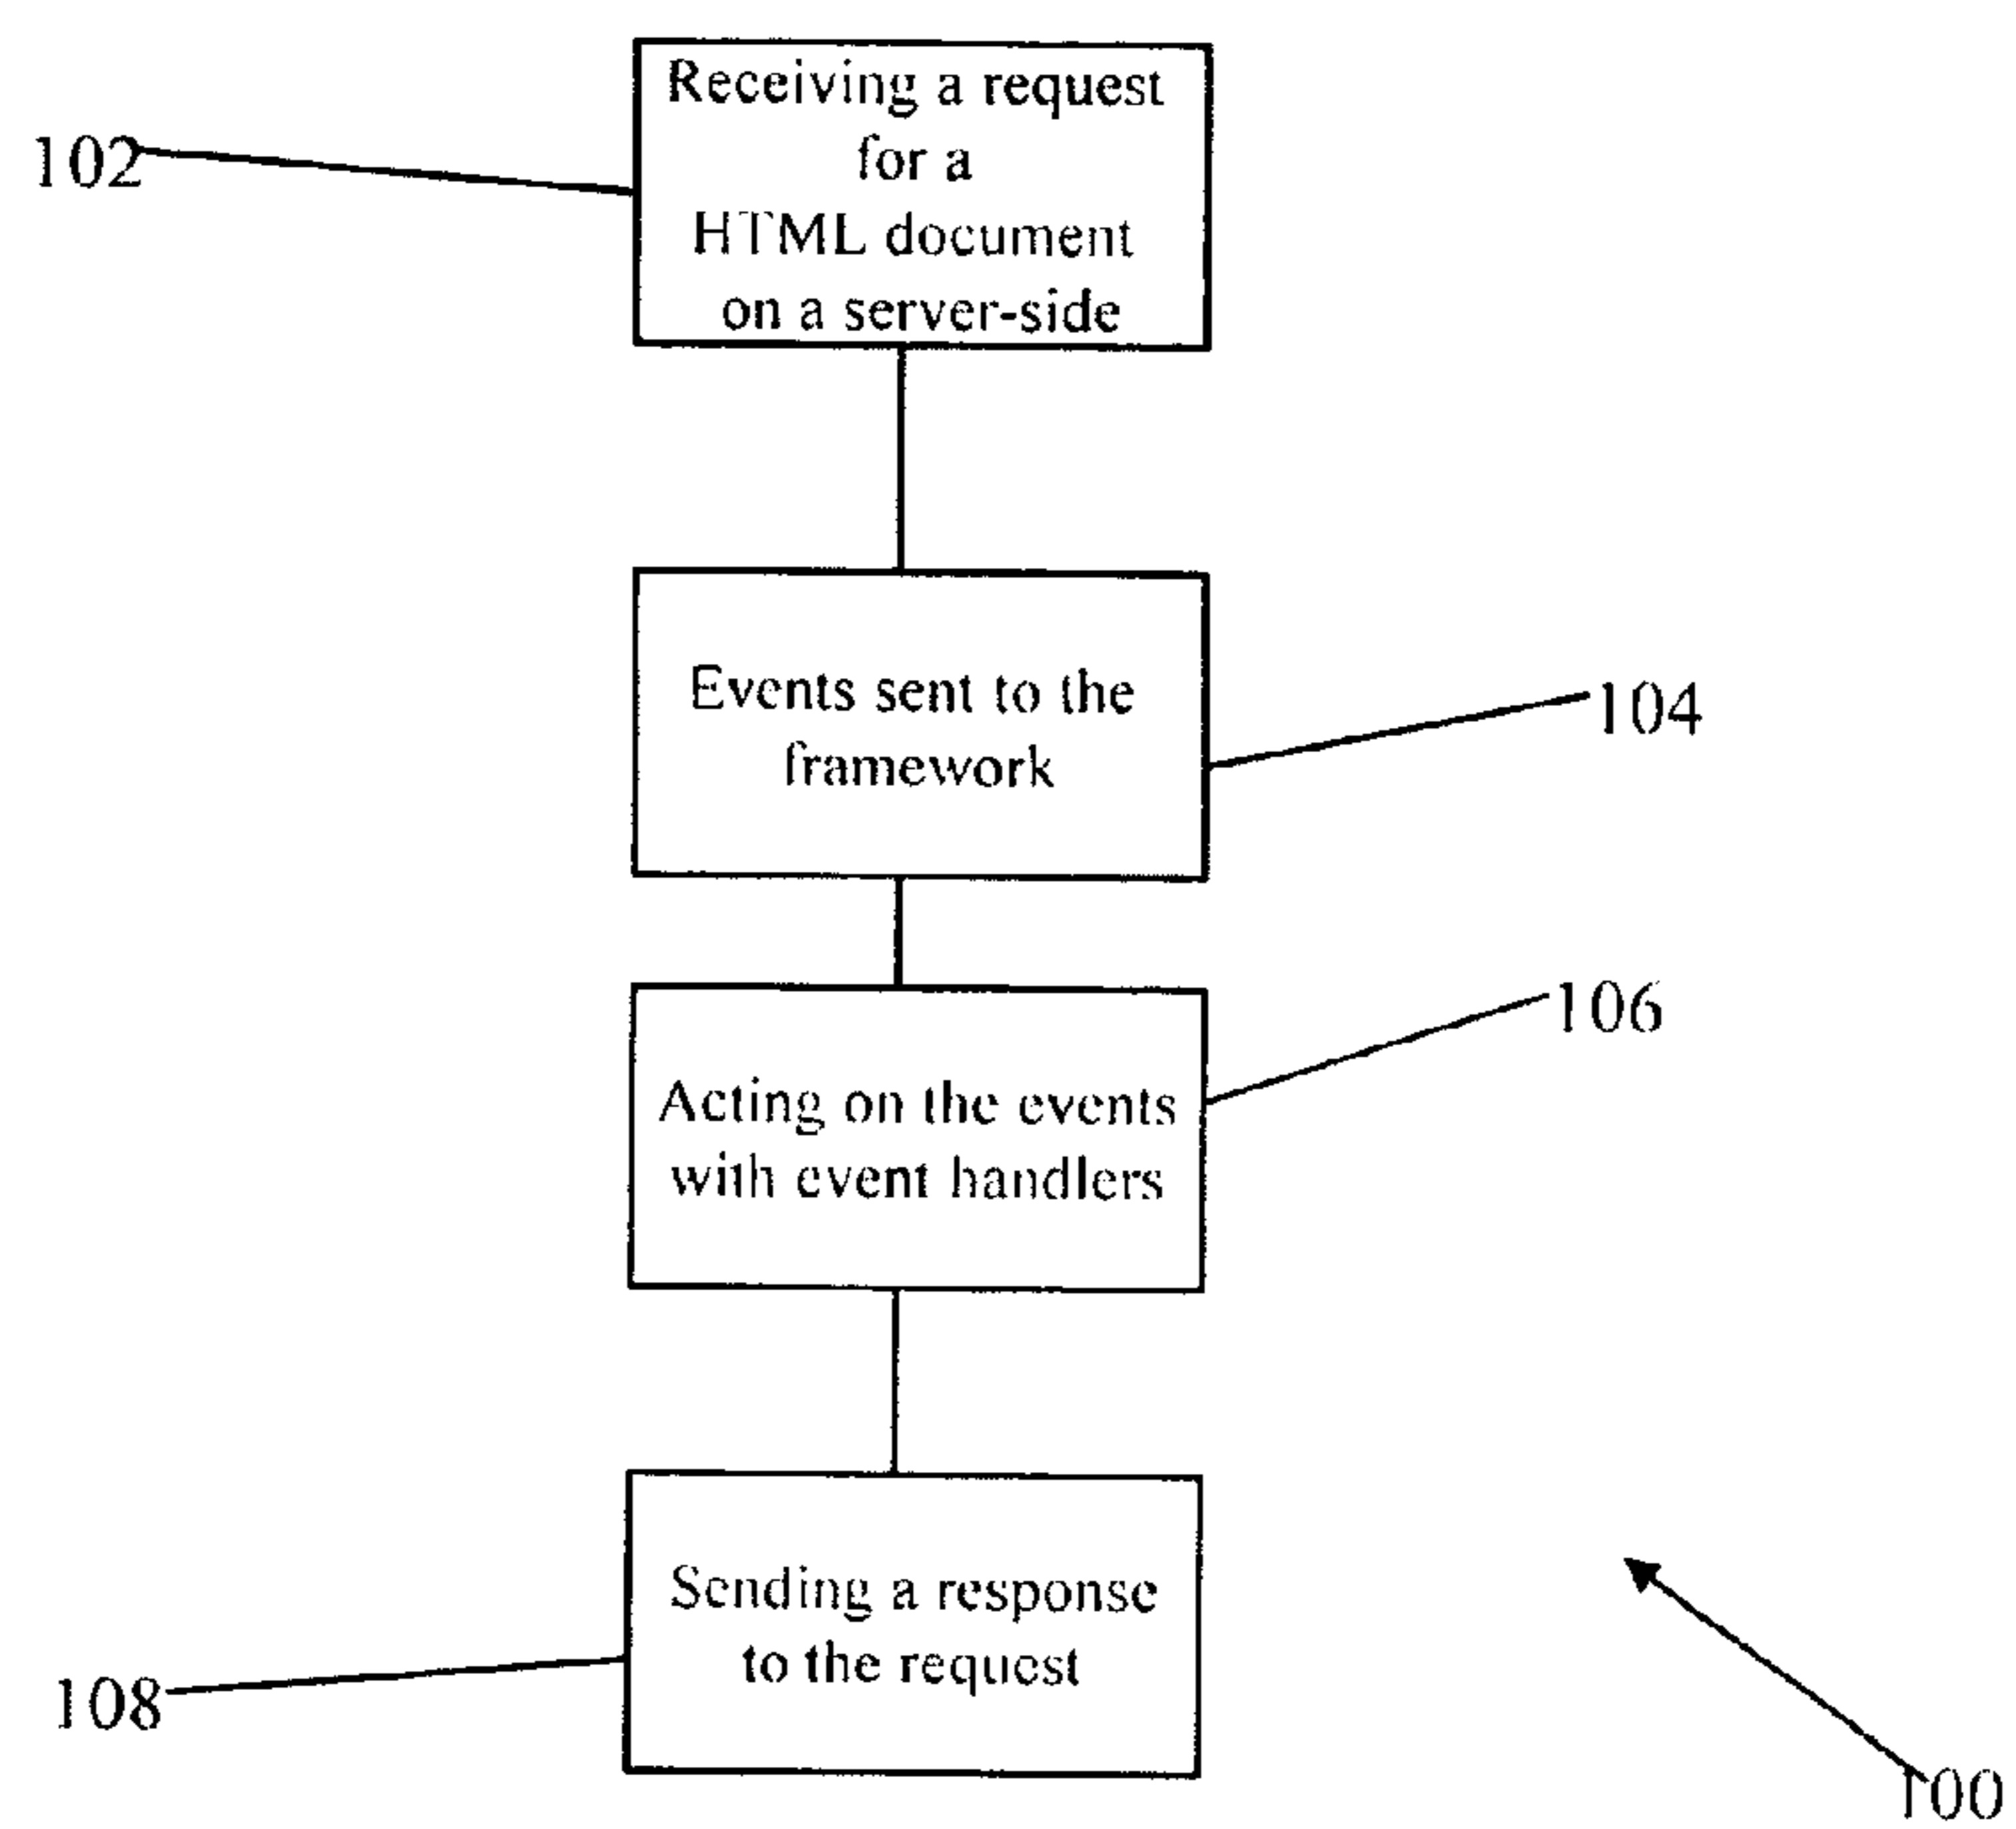 Receiving a request
for a
HTML document
on a server-side
102
Events sent to the
framework
104
106
Acting on the events
with event handlers
Sending a response
to the request
108
100